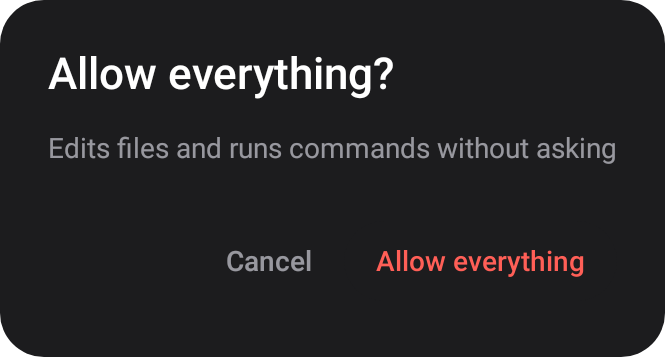 Allow everything?
Edits files and runs commands without asking
Cancel
Allow everything